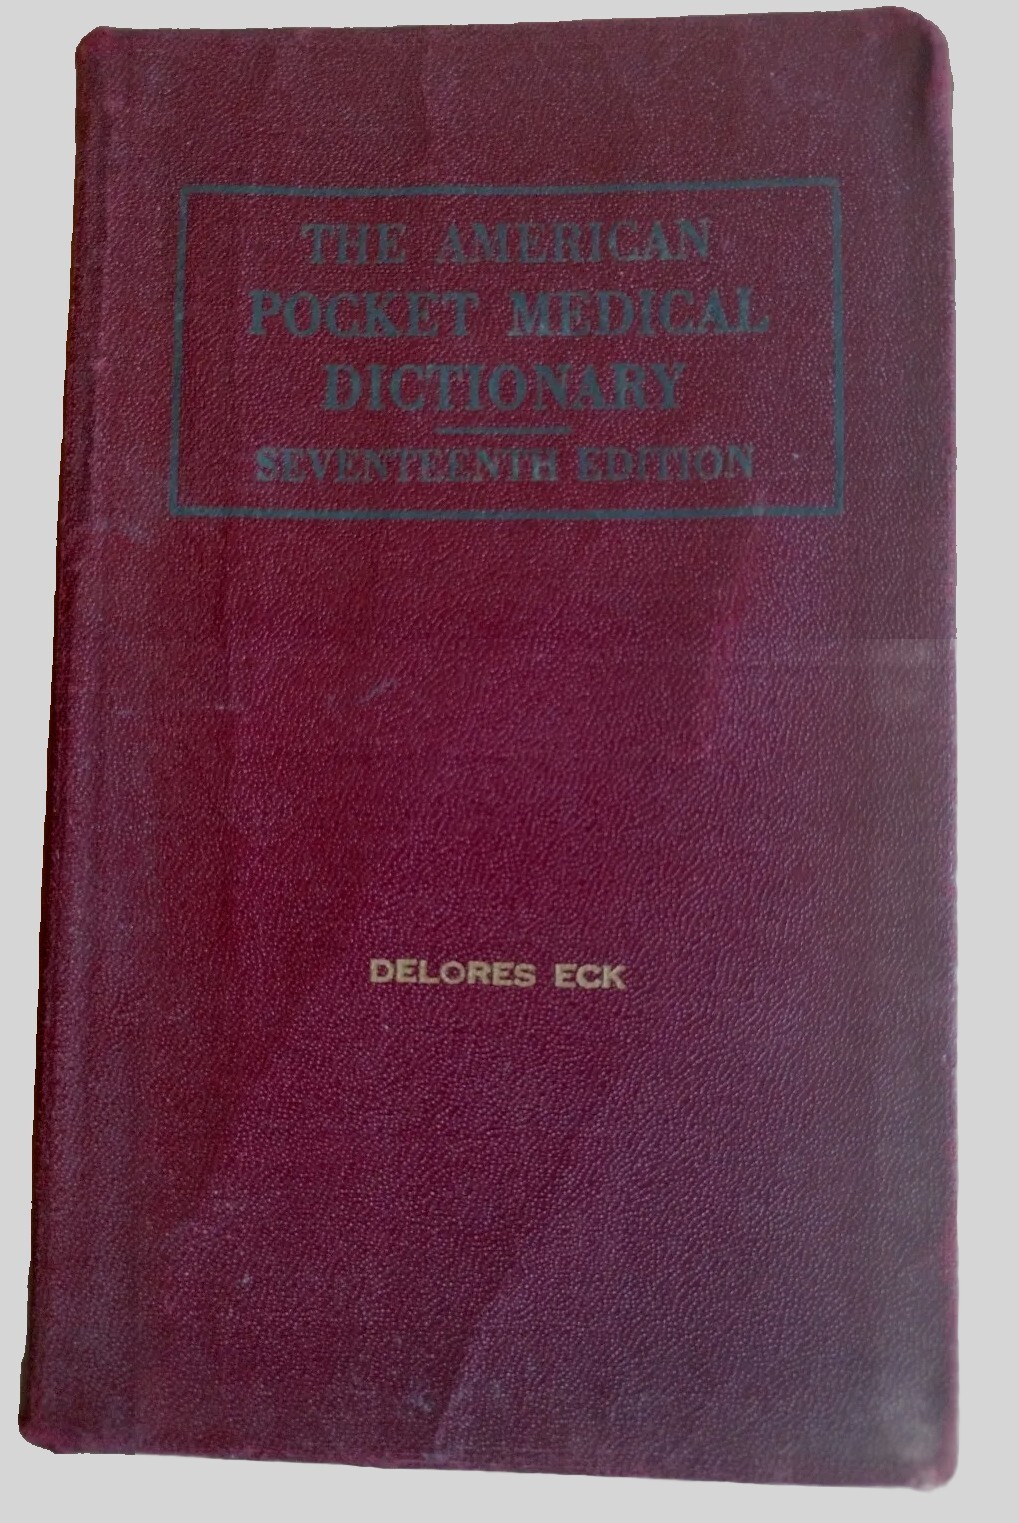 THE AMERICAN
POCKET MEDICAL
DICTIONARY
SEVENTEENTH EDITION
DELORES ECK